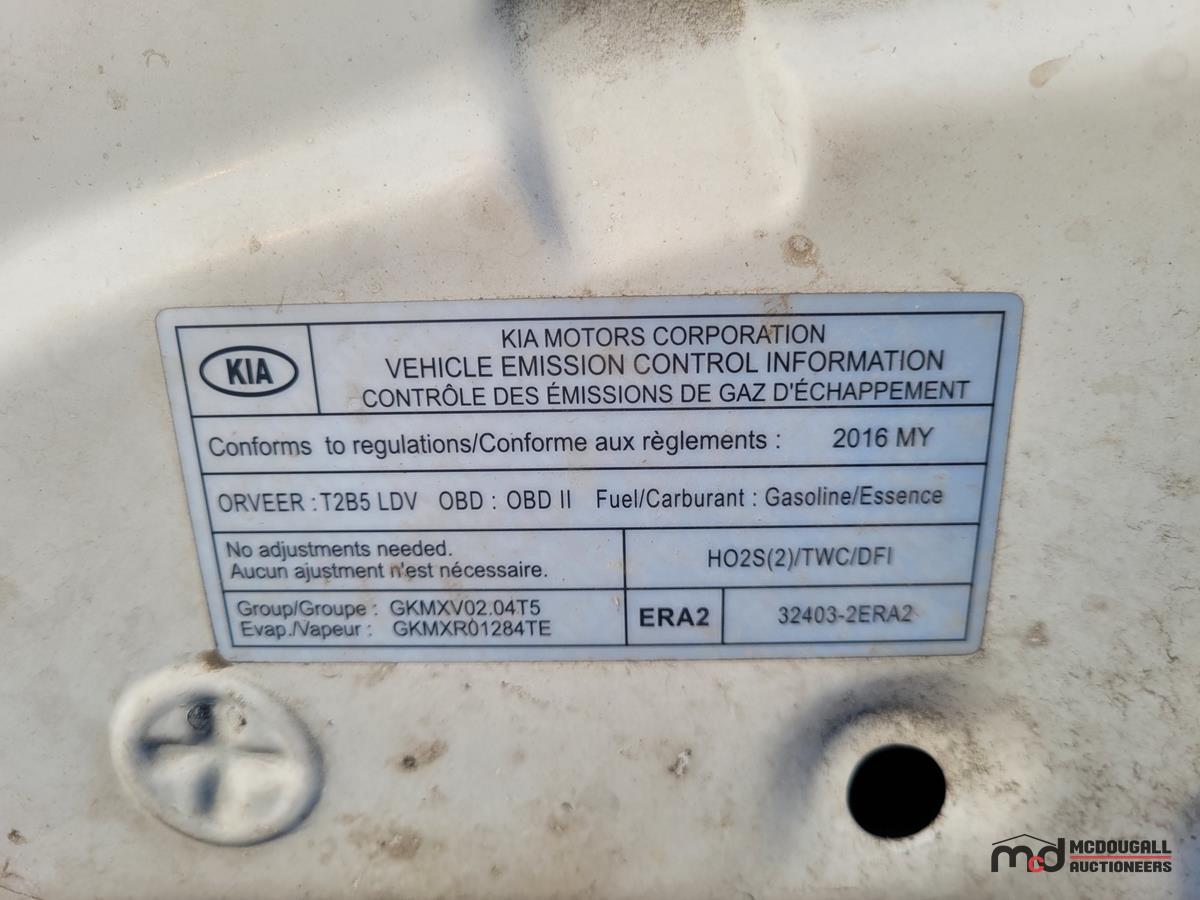 KIA
KIA MOTORS CORPORATION
VEHICLE EMISSION CONTROL INFORMATION
CONTRÔLE DES ÉMISSIONS DE GAZ D'ÉCHAPPEMENT
Conforms to regulations/Conforme aux règlements : 2016 MY
ORVEER : T2B5 LDV OBD : OBD II Fuel/Carburant : Gasoline/Essence
No adjustments needed.
Aucun ajustment n'est nécessaire.
HO2S(2)/TWC/DFI
Group/Groupe : GKMXV02.04T5
Evap./Vapeur : GKMXR01284TE
ERA2
32403-2ERA2
mcd MCDOUGALL
AUCTIONEERS